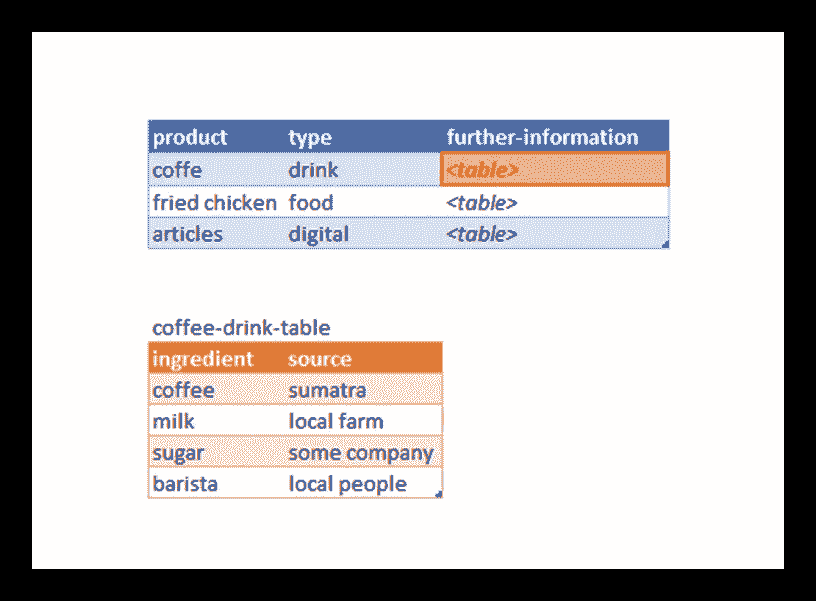 product type further-information
coffe drink <table>
fried chicken food <table>
articles digital <table>
coffee-drink-table
ingredient source
coffee sumatra
milk local farm
sugar some company
barista local people